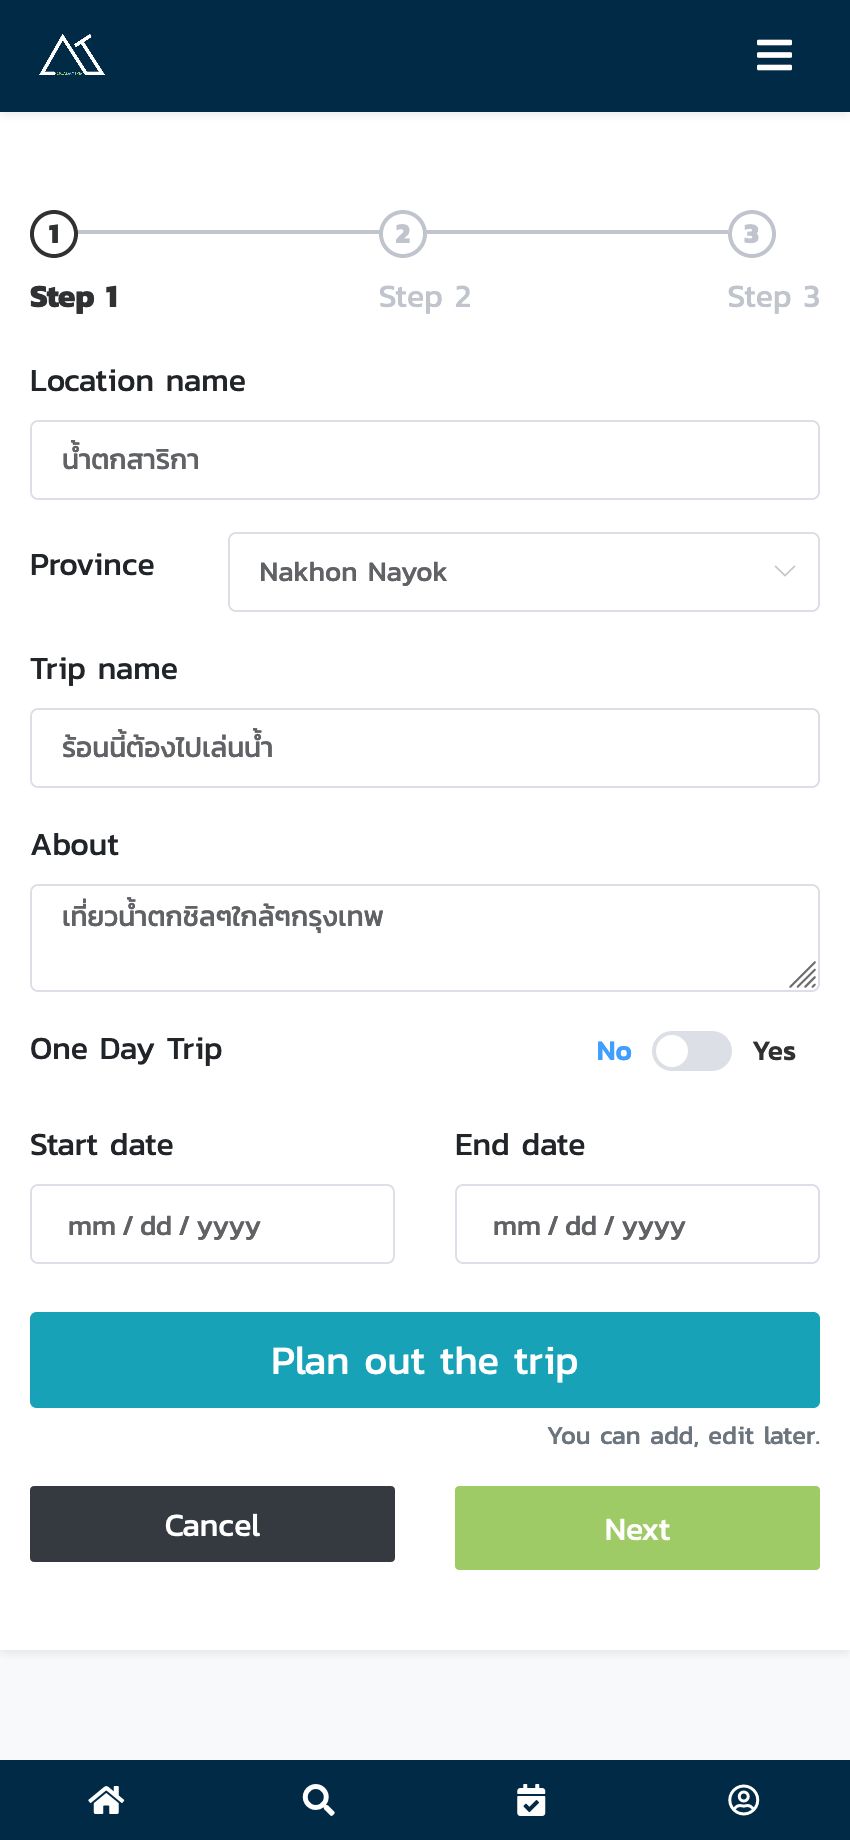 1 2 3
Step 1 Step 2 Step 3
Location name
น้ำตกสาริกา
Province Nakhon Nayok
Trip name
ร้อนนี้ต้องไปเล่นน้ำ
About
เที่ยวน้ำตกชิลๆใกล้ๆกรุงเทพ
One Day Trip No Yes
Start date End date
mm / dd / yyyy mm / dd / yyyy
Plan out the trip
You can add, edit later.
Cancel Next